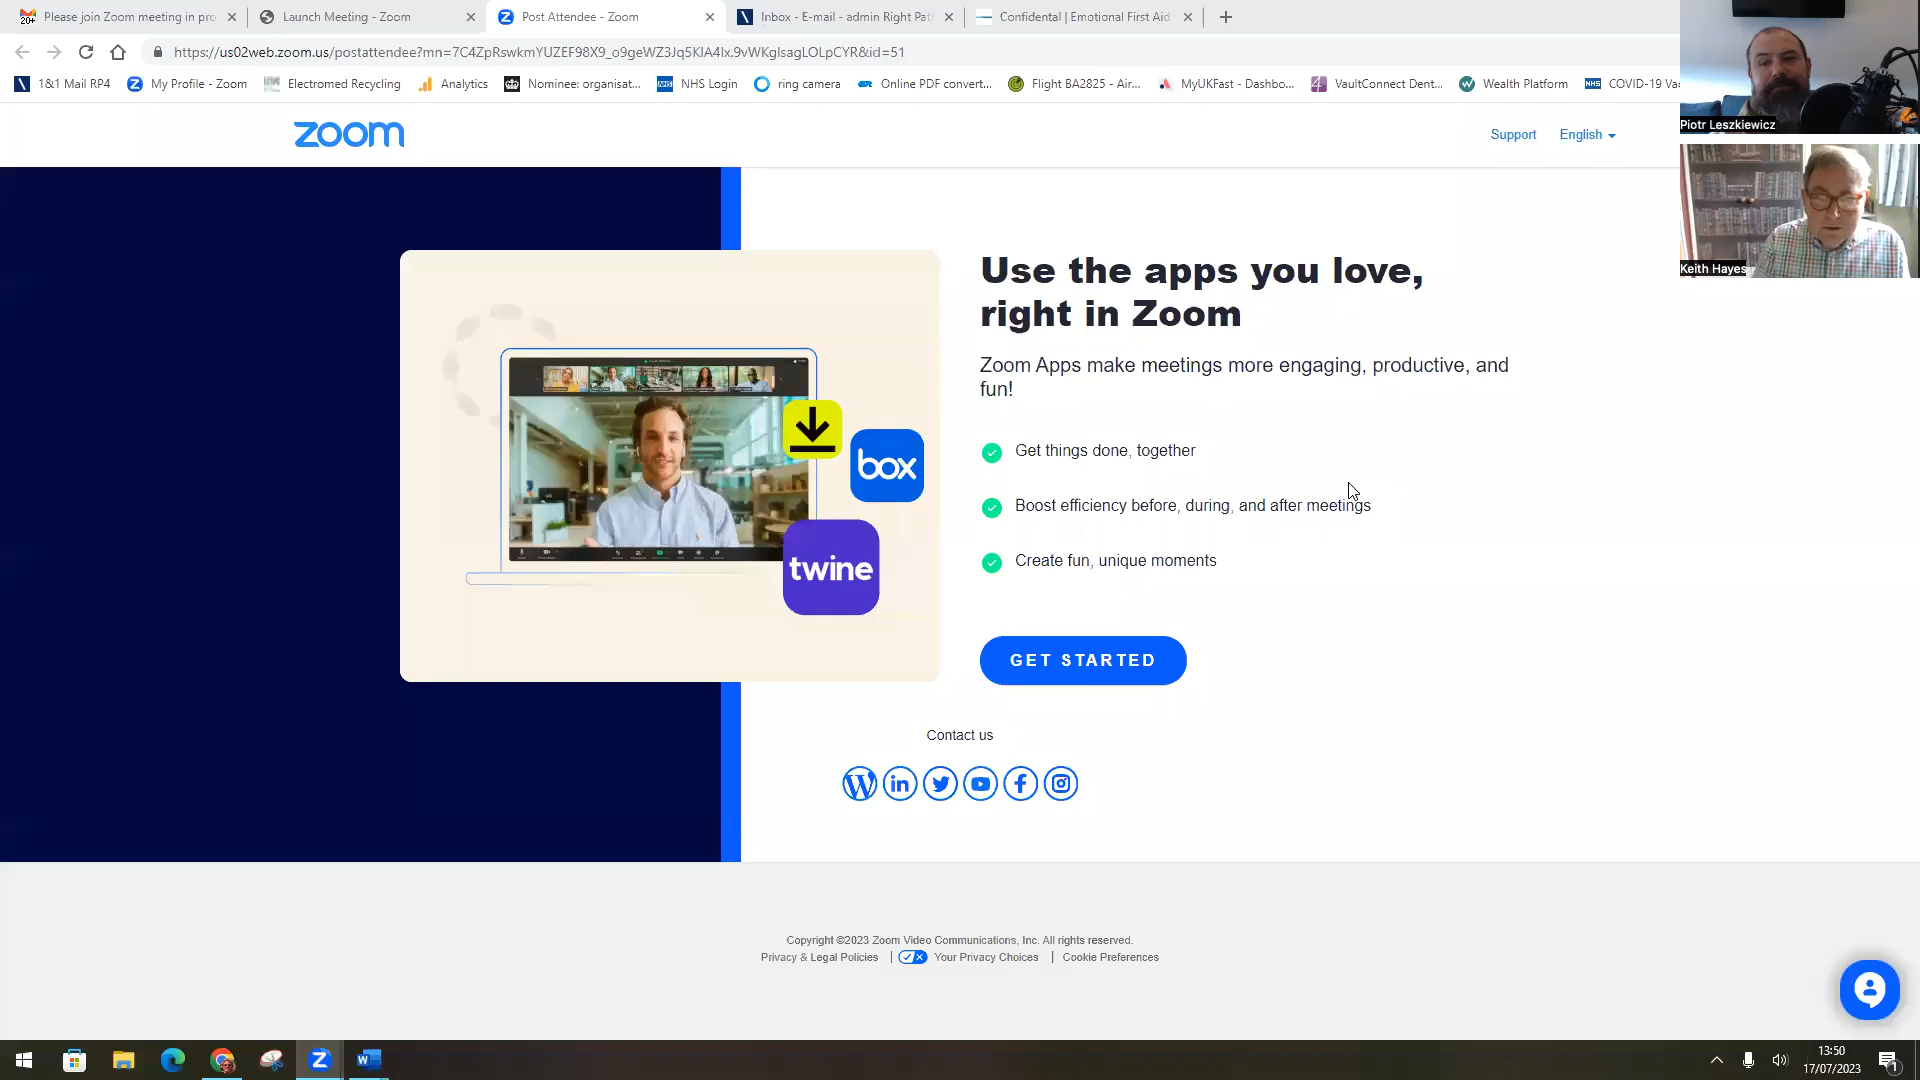 20+
Please join Zoom meeting in pro
Launch Meeting - Zoom
Post Attendee - Zoom
Inbox - E-mail - admin Right Pat
Confidental | Emotional First Aid
https://us02web.zoom.us/postattendee?mn=7C4ZpRswkmYUZEF98X9_o9geWZ3Jq5KIA4Ix.9vWKgIsagLOLpCYR&id=51
1&1 Mail RP4
My Profile - Zoom
Electromed Recycling
Analytics
Nominee: organisat...
NHS Login
ring camera
Online PDF convert...
Flight BA2825 - Air...
MyUKFast - Dashbo...
VaultConnect Dent...
Wealth Platform
COVID-19 Va
Piotr Leszkiewicz
zoom
Support
English
Keith Hayes
Use the apps you love,
right in Zoom
Zoom Apps make meetings more engaging, productive, and
fun!
Get things done, together
Boost efficiency before, during, and after meetings
Create fun, unique moments
box
twine
GET STARTED
Contact us
Copyright ©2023 Zoom Video Communications, Inc. All rights reserved.
Privacy & Legal Policies | Your Privacy Choices | Cookie Preferences
13:50
17/07/2023
1